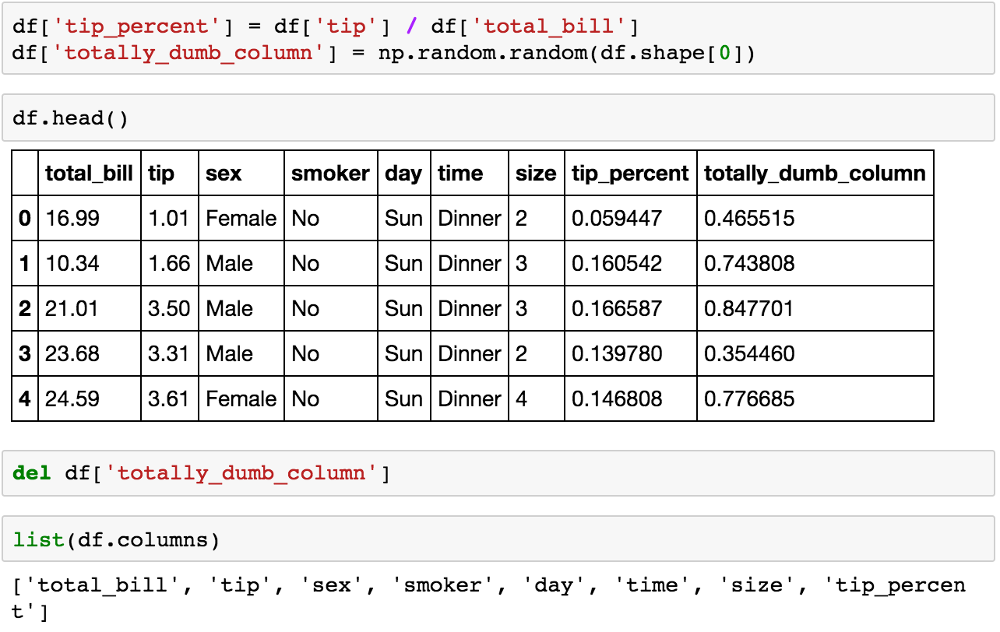 df['tip_percent'] = df['tip'] / df['total_bill']
df['totally_dumb_column'] = np.random.random(df.shape[0])
df.head()
total_bill tip sex smoker day time size tip_percent totally_dumb_column
0 16.99 1.01 Female No Sun Dinner 2 0.059447 0.465515
1 10.34 1.66 Male No Sun Dinner 3 0.160542 0.743808
2 21.01 3.50 Male No Sun Dinner 3 0.166587 0.847701
3 23.68 3.31 Male No Sun Dinner 2 0.139780 0.354460
4 24.59 3.61 Female No Sun Dinner 4 0.146808 0.776685
del df['totally_dumb_column']
list(df.columns)
['total_bill', 'tip', 'sex', 'smoker', 'day', 'time', 'size', 'tip_percen
t']